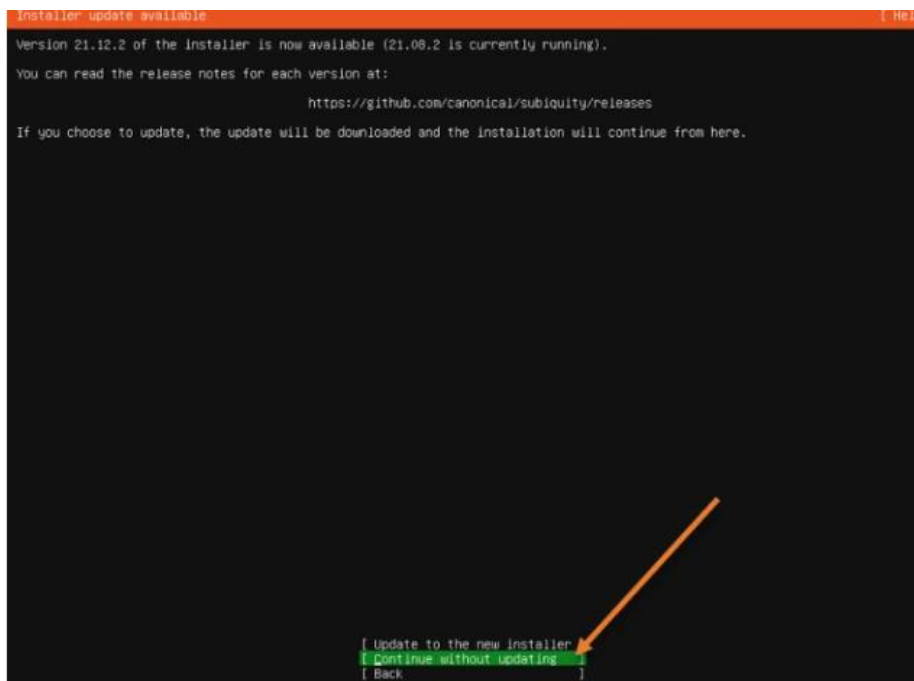 Installer update available [ Hel
Version 21.12.2 of the installer is now available (21.08.2 is currently running).
You can read the release notes for each version at:
https://github.com/canonical/subiquity/releases
If you choose to update, the update will be downloaded and the installation will continue from here.
[ Update to the new installer
[ Continue without updating ]
[ Back ]